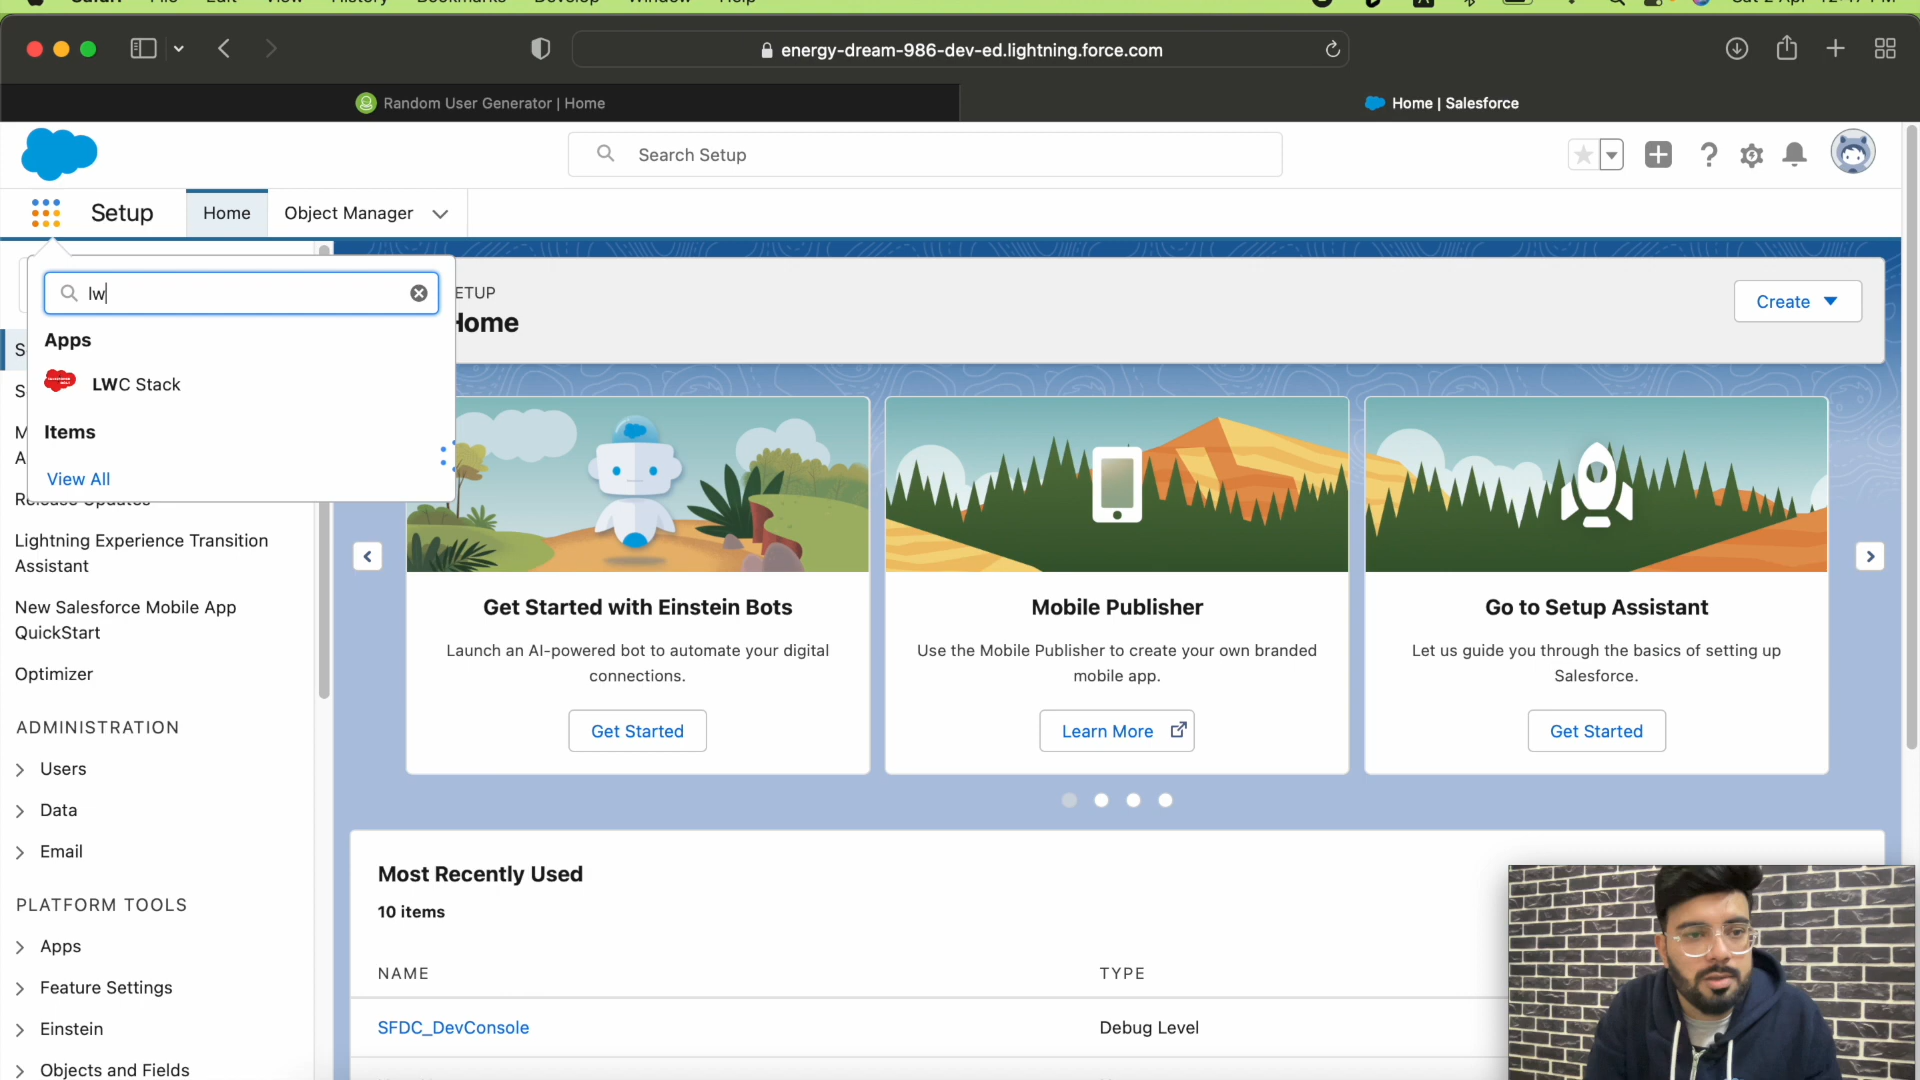 energy-dream-986-dev-ed.lightning.force.com
Random User Generator | Home
Home | Salesforce
Search Setup
Setup
Home
Object Manager
lw
Apps
LWC Stack
Items
View All
ETUP
Home
Create
Lightning Experience Transition
Assistant
New Salesforce Mobile App
QuickStart
Optimizer
ADMINISTRATION
Users
Data
Email
PLATFORM TOOLS
Apps
Feature Settings
Einstein
Objects and Fields
Get Started with Einstein Bots
Launch an AI-powered bot to automate your digital
connections.
Get Started
Mobile Publisher
Use the Mobile Publisher to create your own branded
mobile app.
Learn More
Go to Setup Assistant
Let us guide you through the basics of setting up
Salesforce.
Get Started
Most Recently Used
10 items
NAME
TYPE
SFDC_DevConsole
Debug Level